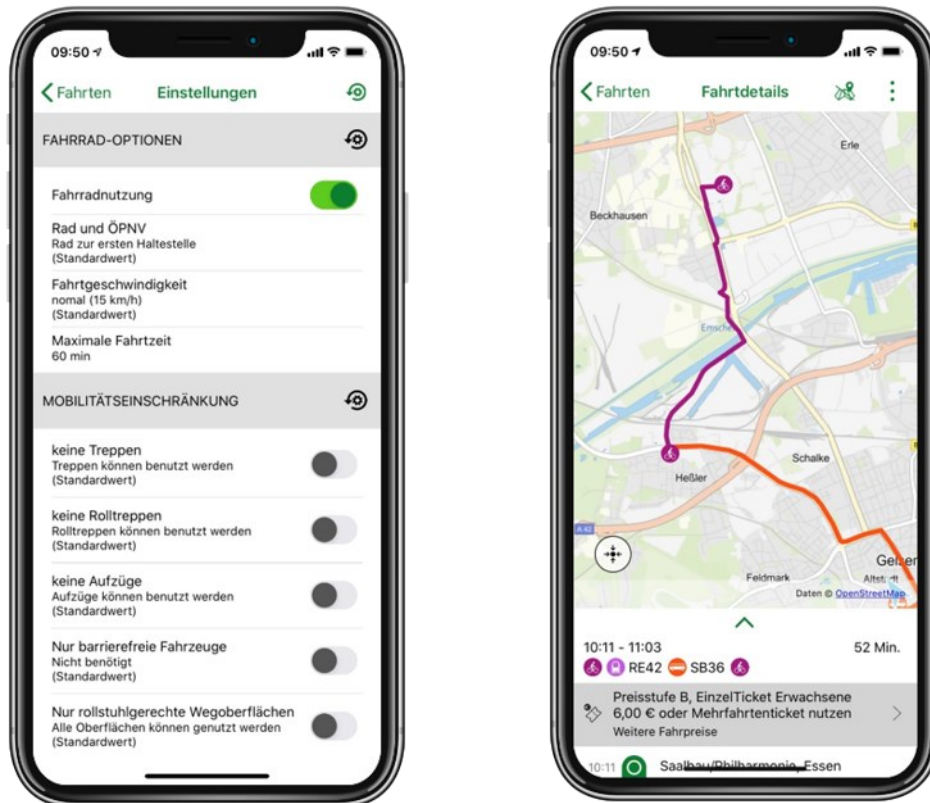 09:50
Fahrten
Einstellungen
FAHRRAD-OPTIONEN
Fahrradnutzung
Rad und ÖPNV
Rad zur ersten Haltestelle
(Standardwert)
Fahrtgeschwindigkeit
nomal (15 km/h)
(Standardwert)
Maximale Fahrtzeit
60 min
MOBILITÄTSEINSCHRÄNKUNG
keine Treppen
Treppen können benutzt werden
(Standardwert)
keine Rolltreppen
Rolltreppen können benutzt werden
(Standardwert)
keine Aufzüge
Aufzüge können benutzt werden
(Standardwert)
Nur barrierefreie Fahrzeuge
Nicht benötigt
(Standardwert)
Nur rollstuhlgerechte Wegoberflächen
Alle Oberflächen können genutzt werden
(Standardwert)
09:50
Fahrten
Fahrtdetails
Erle
Beckhausen
Emscher
Schalke
Heßler
A 42
Gelsen
Feldmark
Altstadt
Daten © OpenStreetMap
10:11 - 11:03
52 Min.
RE42 SB36
Preisstufe B, EinzelTicket Erwachsene
6,00 € oder Mehrfahrtenticket nutzen
Weitere Fahrpreise
10:11 Saalbau/Philharmonie, Essen